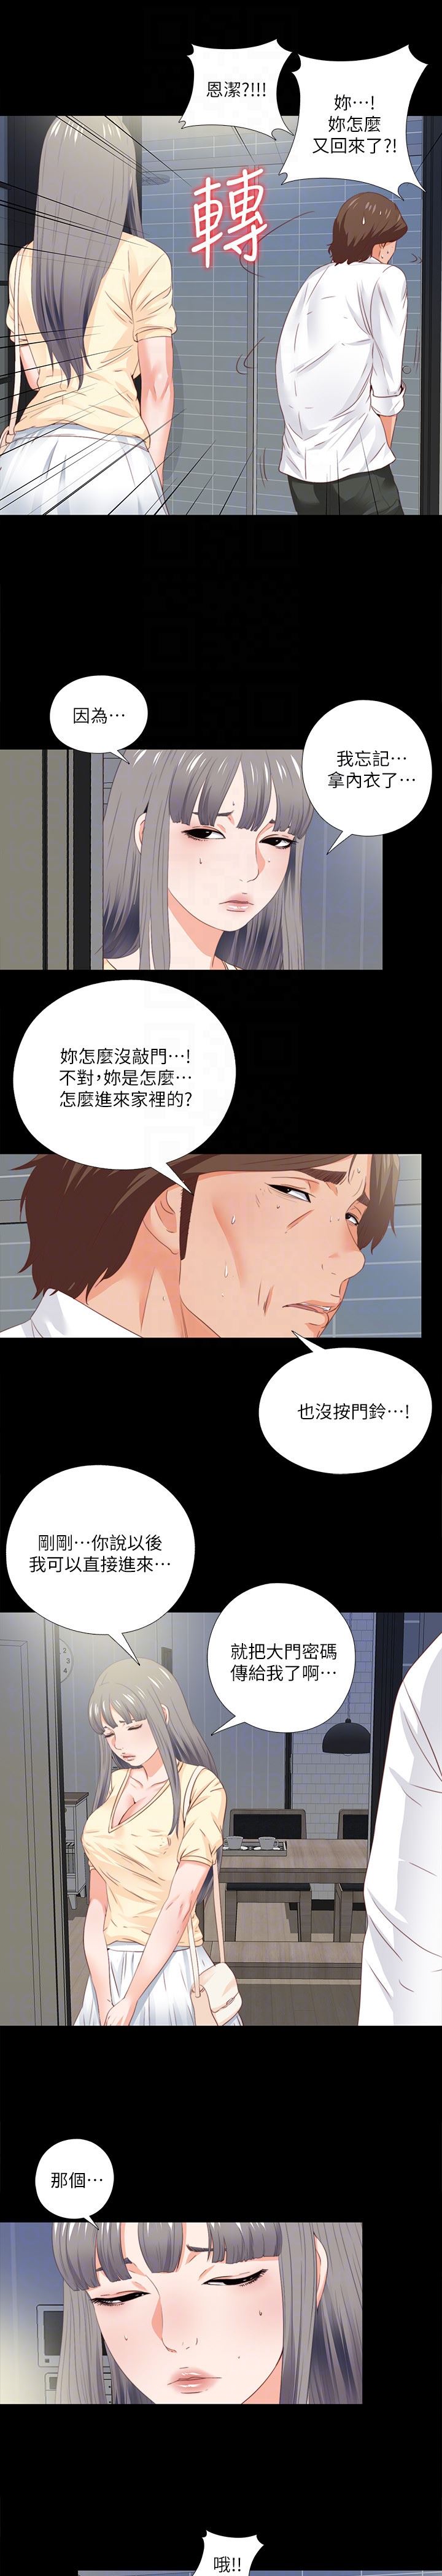 恩潔?!!!
妳⋯!
妳怎麼
又回來了?!
轉
因為⋯
我忘記⋯
拿內衣了⋯
妳怎麼沒敲門⋯!
不對,妳是怎麼⋯
怎麼進來家裡的?
也沒按門鈴⋯!
剛剛⋯你說以後
我可以直接進來⋯
就把大門密碼
傳給我了啊⋯
2
3
4
那個⋯
哦!!